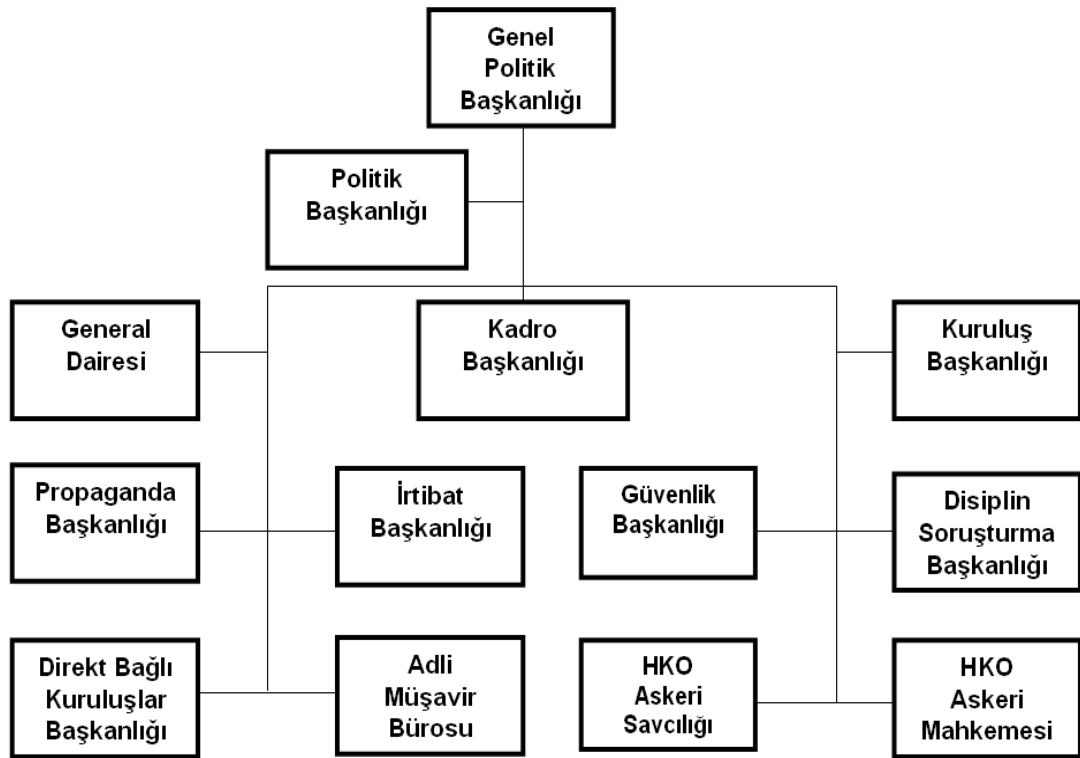 Genel
Politik
Başkanlığı
Politik
Başkanlığı
General
Dairesi
Kadro
Başkanlığı
Kuruluş
Başkanlığı
Propaganda
Başkanlığı
İrtibat
Başkanlığı
Güvenlik
Başkanlığı
Disiplin
Soruşturma
Başkanlığı
Direkt Bağlı
Kuruluşlar
Başkanlığı
Adli
Müşavir
Bürosu
HKO
Askeri
Savcılığı
HKO
Askeri
Mahkemesi